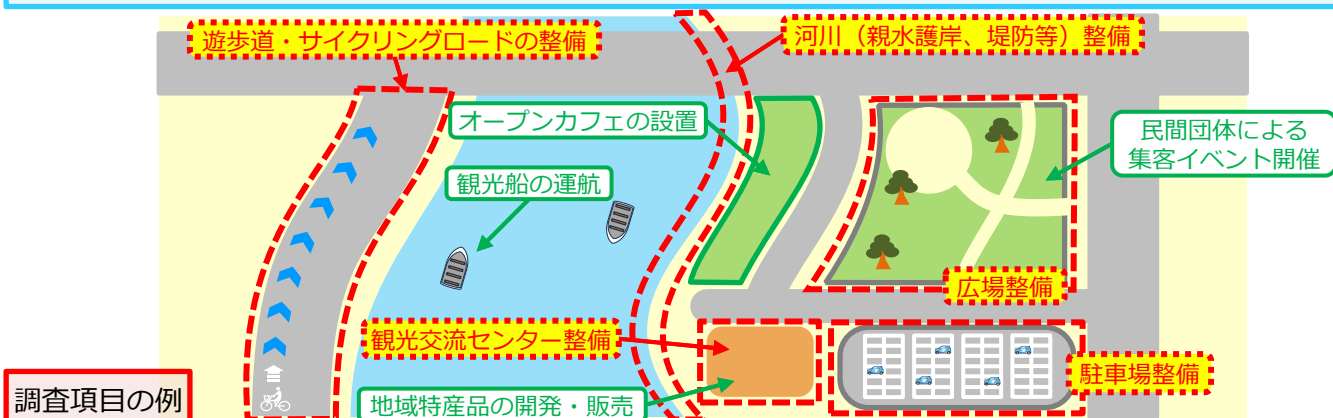 遊歩道・サイクリングロードの整備
河川（親水護岸、堤防等）整備
オープンカフェの設置
民間団体による
集客イベント開催
観光船の運航
広場整備
観光交流センター整備
駐車場整備
調査項目の例
地域特産品の開発・販売